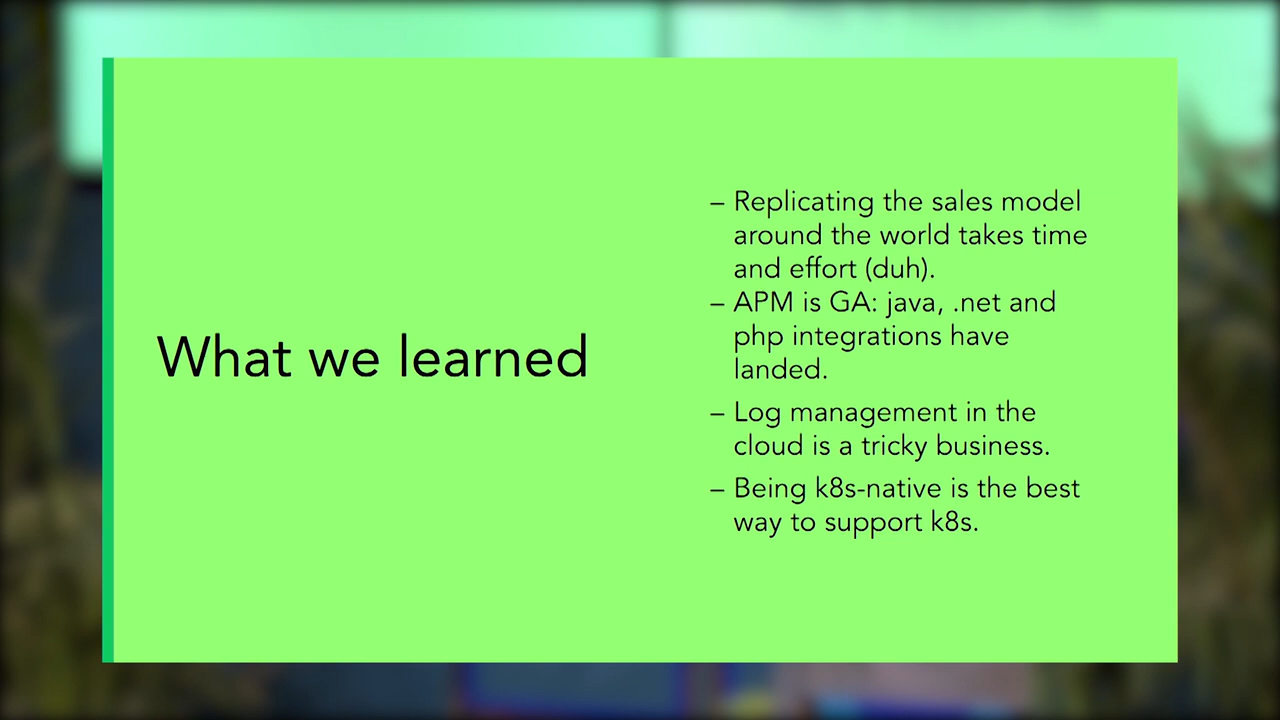 What we learned
– Replicating the sales model
around the world takes time
and effort (duh).
– APM is GA: java, .net and
php integrations have
landed.
– Log management in the
cloud is a tricky business.
– Being k8s-native is the best
way to support k8s.